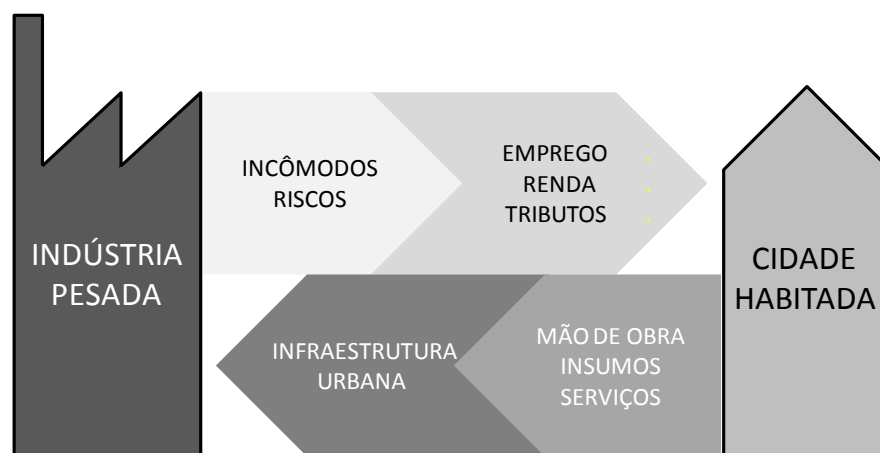 INDÚSTRIA
PESADA
INCÔMODOS
RISCOS
EMPREGO
RENDA
TRIBUTOS
INFRAESTRUTURA
URBANA
MÃO DE OBRA
INSUMOS
SERVIÇOS
CIDADE
HABITADA